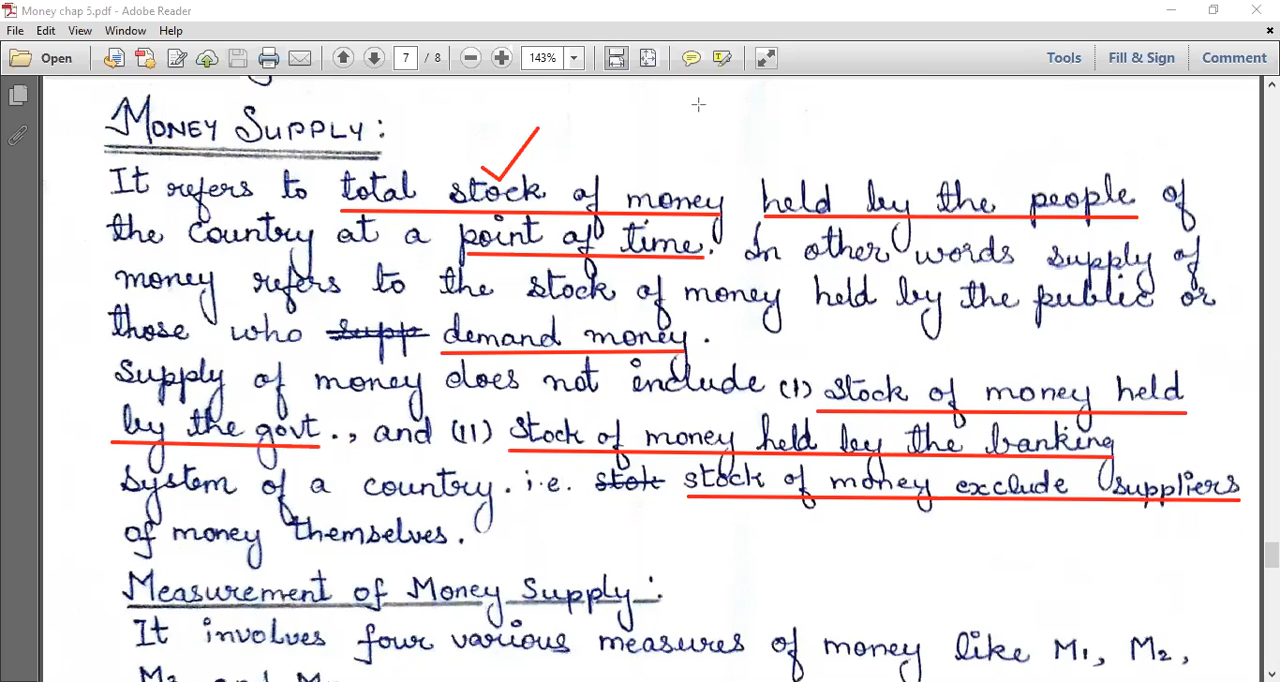 Money chap 5.pdf - Adobe Reader
File Edit View Window Help
Open 7 / 8 143% Tools Fill & Sign Comment
MONEY SUPPLY:
It refers to total stock of money held by the people of
the country at a point of time. In other words supply of
money refers to the stock of money held by the public or
those who supp demand money.
Supply of money does not include (I) Stock of money held
by the govt., and (II) Stock of money held by the banking
System of a country. i.e. stok stock of money exclude suppliers
of money themselves.
Measurement of Money Supply:
It involves four various measures of money like M1, M2,